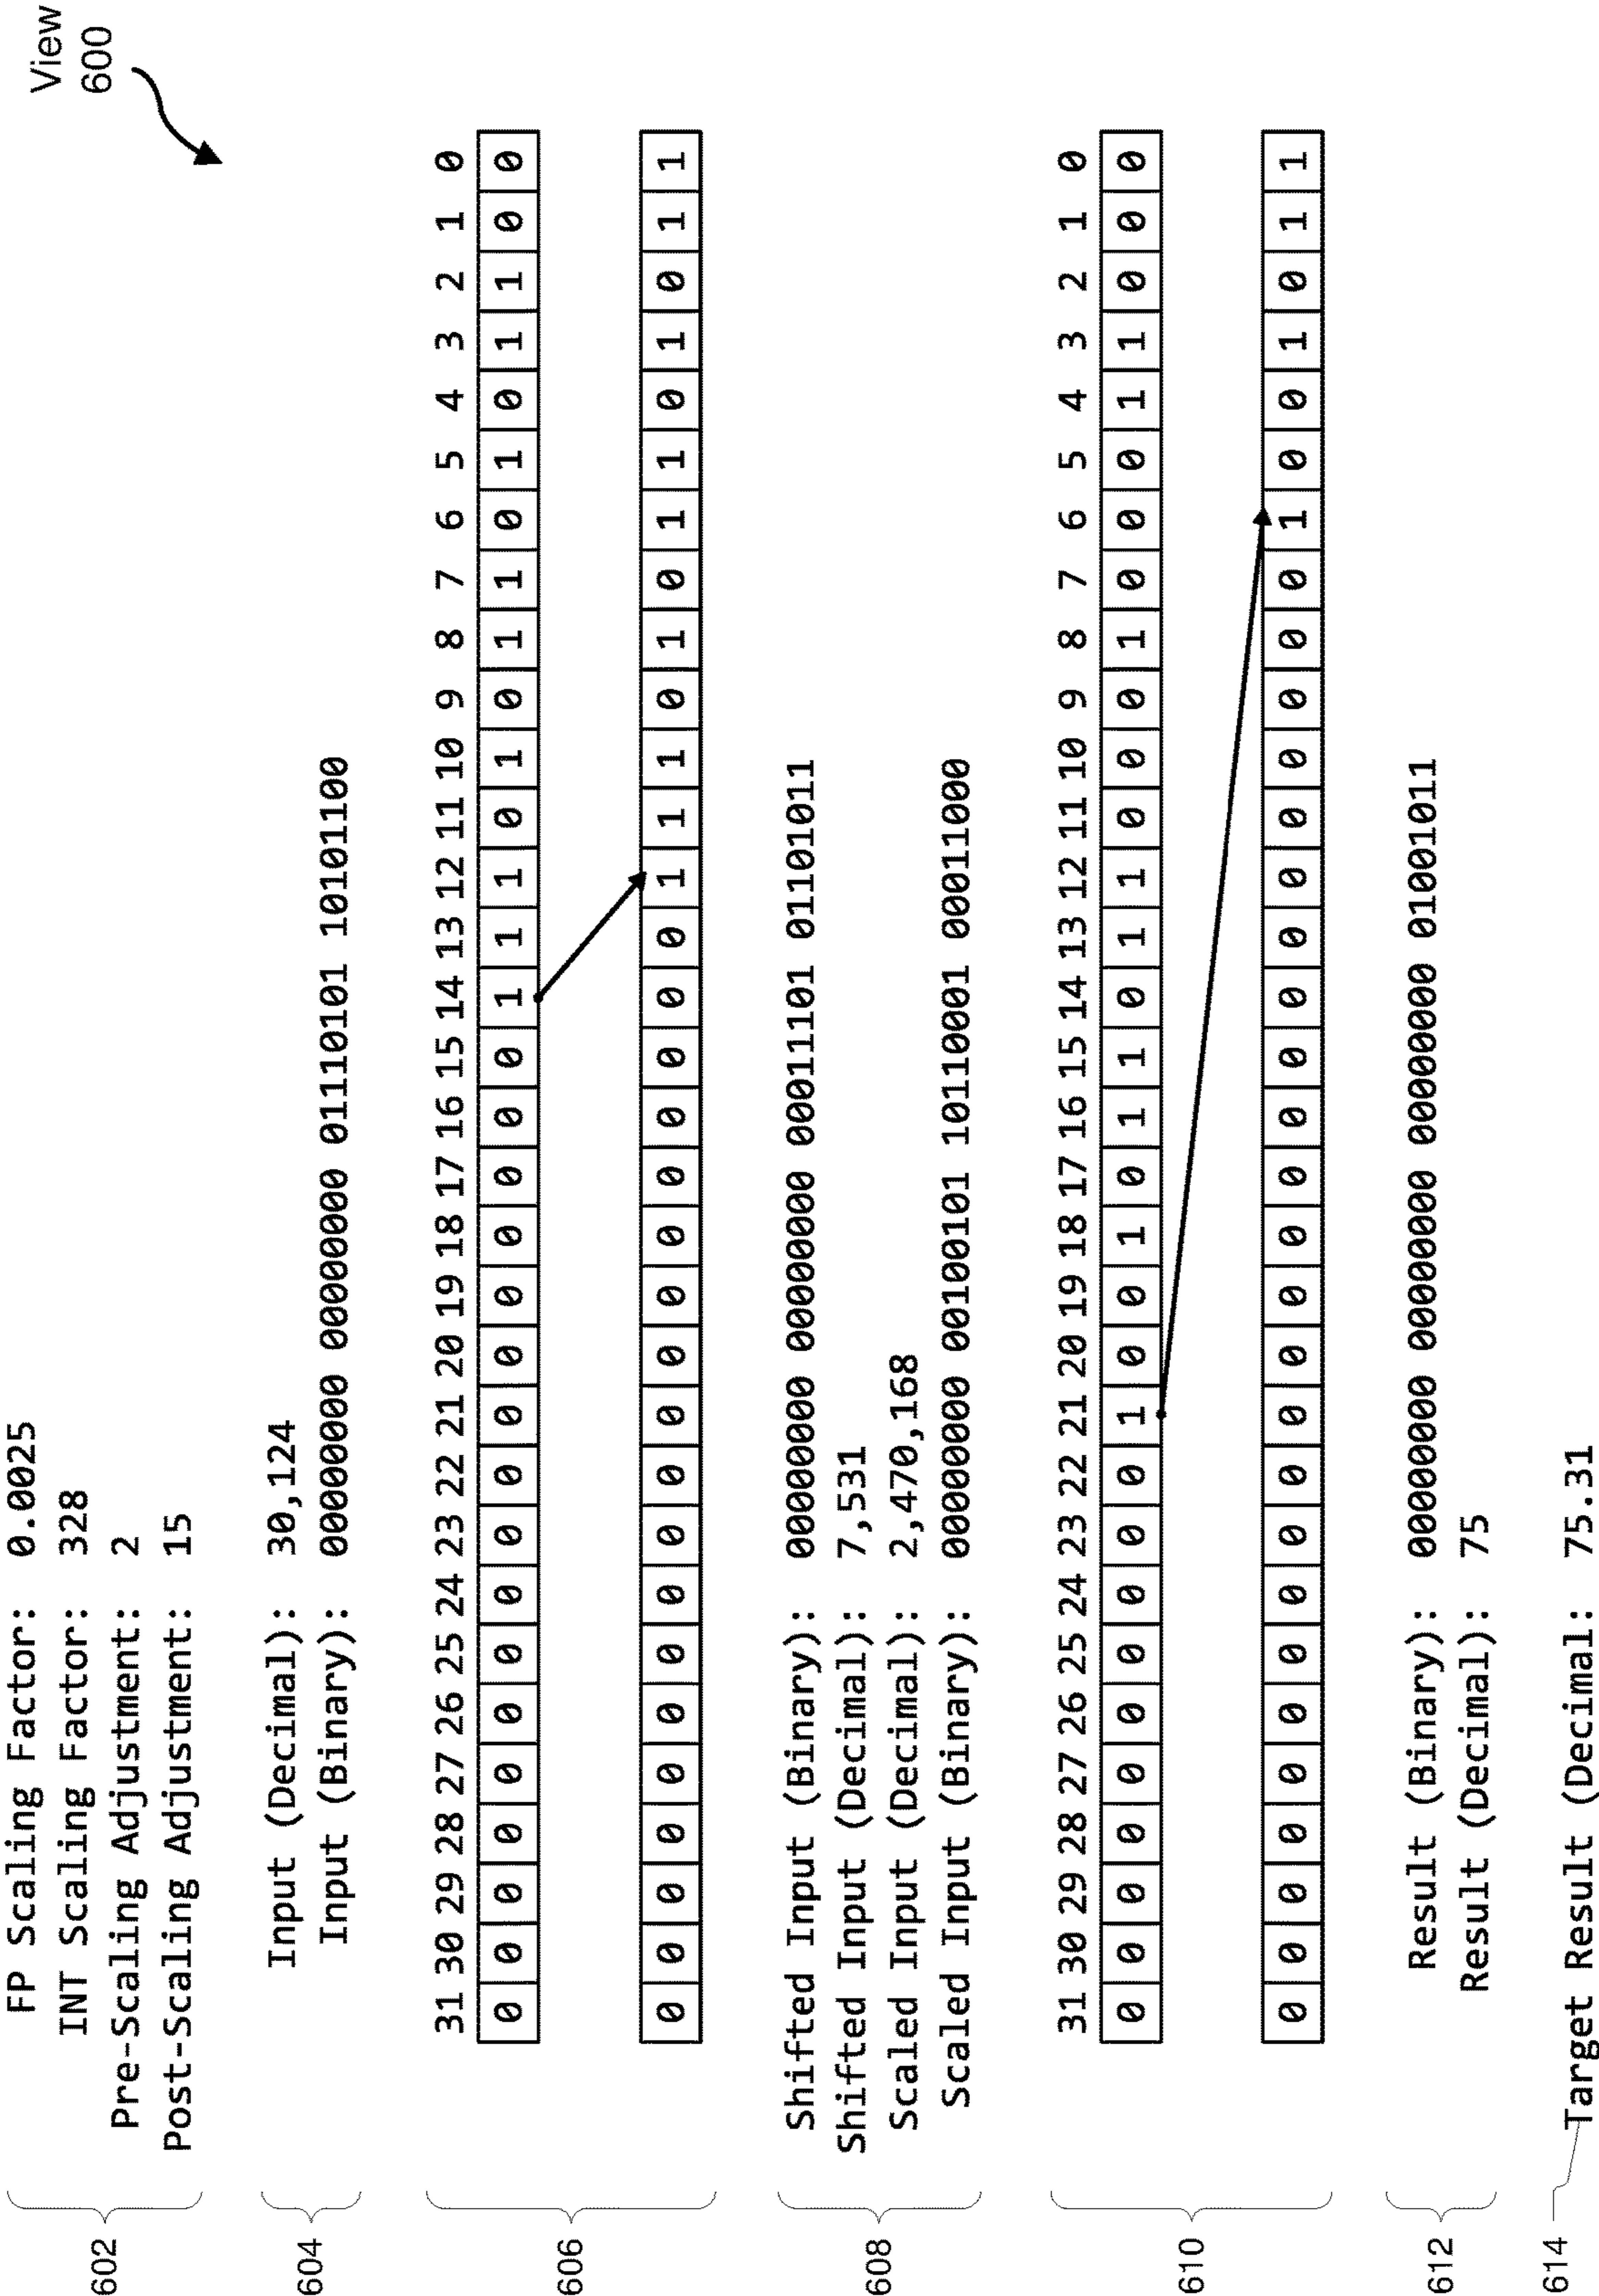 View
600
602
FP Scaling Factor: 0.0025
INT Scaling Factor: 328
Pre-Scaling Adjustment: 2
Post-Scaling Adjustment: 15
604
Input (Decimal): 30,124
Input (Binary): 00000000 00000000 01110101 10101100
606
31 30 29 28 27 26 25 24 23 22 21 20 19 18 17 16 15 14 13 12 11 10 9 8 7 6 5 4 3 2 1 0
0 0 0 0 0 0 0 0 0 0 0 0 0 0 0 0 0 1 1 1 0 1 0 1 1 0 1 0 1 1 0 0
0 0 0 0 0 0 0 0 0 0 0 0 0 0 0 0 0 0 0 1 1 1 0 1 0 1 1 0 1 0 1 1
608
Shifted Input (Binary): 00000000 00000000 00011101 01101011
Shifted Input (Decimal): 7,531
Scaled Input (Decimal): 2,470,168
Scaled Input (Binary): 00000000 00100101 10110001 00011000
610
31 30 29 28 27 26 25 24 23 22 21 20 19 18 17 16 15 14 13 12 11 10 9 8 7 6 5 4 3 2 1 0
0 0 0 0 0 0 0 0 0 0 1 0 0 1 0 1 1 0 1 1 0 0 0 1 0 0 0 1 1 0 0 0
0 0 0 0 0 0 0 0 0 0 0 0 0 0 0 0 0 0 0 0 0 0 0 0 0 1 0 0 1 0 1 1
612
Result (Binary): 00000000 00000000 00000000 01001011
Result (Decimal): 75
614
Target Result (Decimal: 75.31